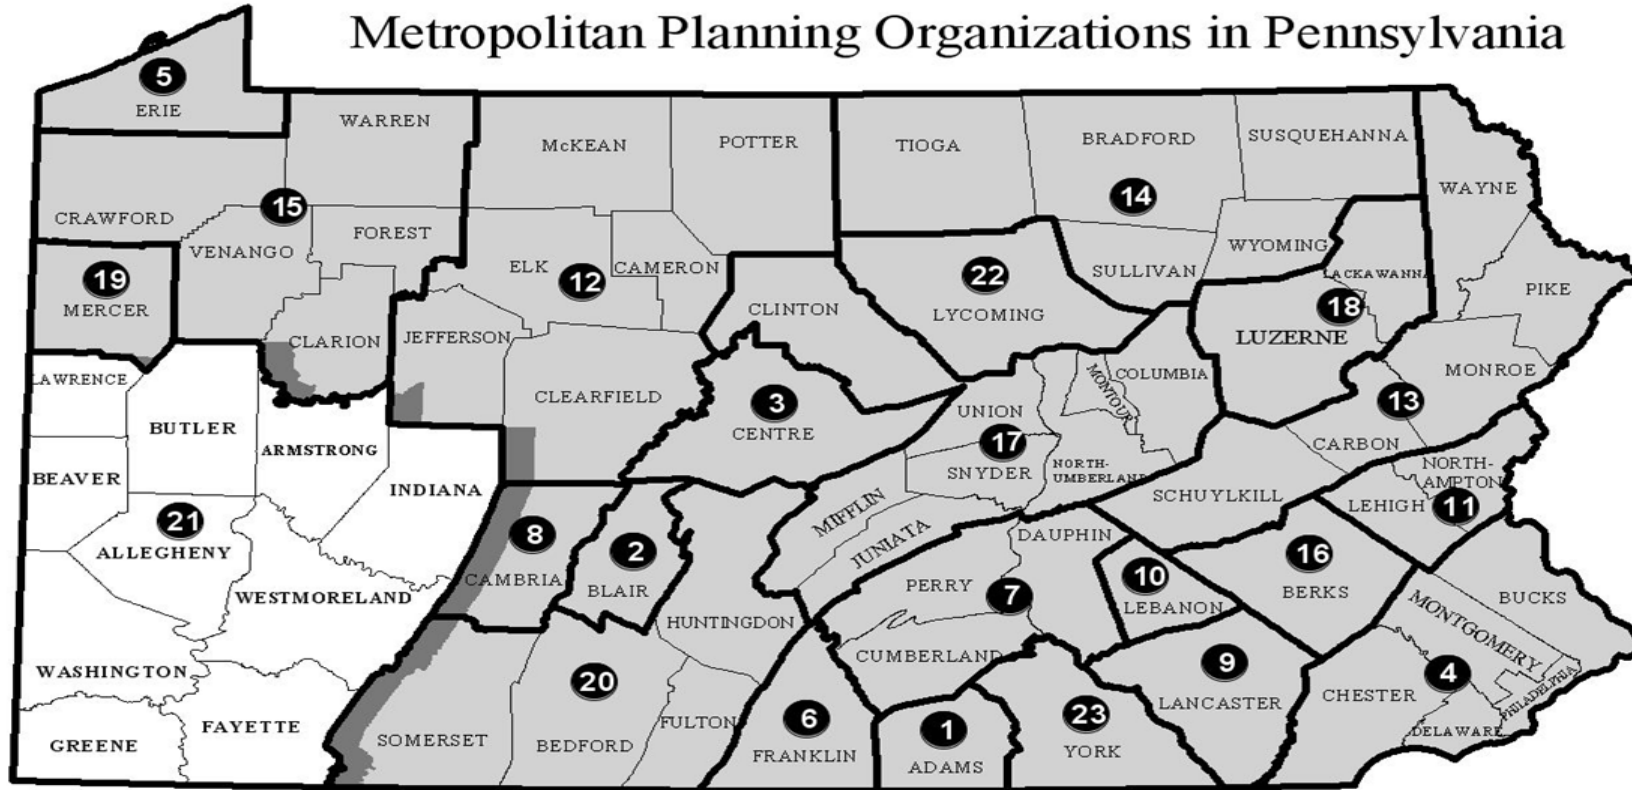 Metropolitan Planning Organizations in Pennsylvania
5
ERIE
WARREN
McKEAN
POTTER
TIOGA
BRADFORD
SUSQUEHANNA
WAYNE
CRAWFORD
15
VENANGO
FOREST
ELK
12
CAMERON
14
WYOMING
SULLIVAN
LACKAWANNA
PIKE
19
MERCER
CLARION
JEFFERSON
CLINTON
22
LYCOMING
18
LUZERNE
MONROE
LAWRENCE
BUTLER
ARMSTRONG
CLEARFIELD
3
CENTRE
UNION
MONTOUR
COLUMBIA
13
CARBON
BEAVER
INDIANA
17
SNYDER
NORTH-
UMBERLAND
SCHUYLKILL
NORTH-
AMPTON
LEHIGH
11
21
ALLEGHENY
8
CAMBRIA
2
BLAIR
MIFFLIN
JUNIATA
DAUPHIN
PERRY
7
10
LEBANON
16
BERKS
MONTGOMERY
BUCKS
WESTMORELAND
HUNTINGDON
CUMBERLAND
WASHINGTON
20
9
LANCASTER
CHESTER
4
PHILADELPHIA
DELAWARE
GREENE
FAYETTE
SOMERSET
BEDFORD
FULTON
6
FRANKLIN
1
ADAMS
23
YORK